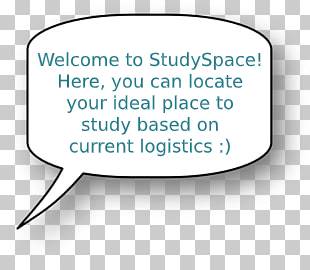 Welcome to StudySpace!
Here, you can locate
your ideal place to
study based on
current logistics :)